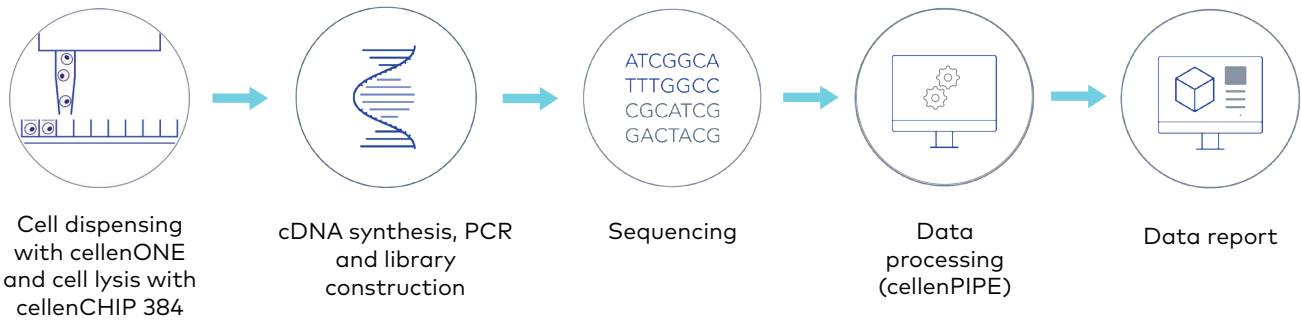 ATCGGCA
TTTGGCC
CGCATCG
GACTACG
Cell dispensing
with cellenONE
and cell lysis with
cellenCHIP 384
cDNA synthesis, PCR
and library
construction
Sequencing
Data
processing
(cellenPIPE)
Data report